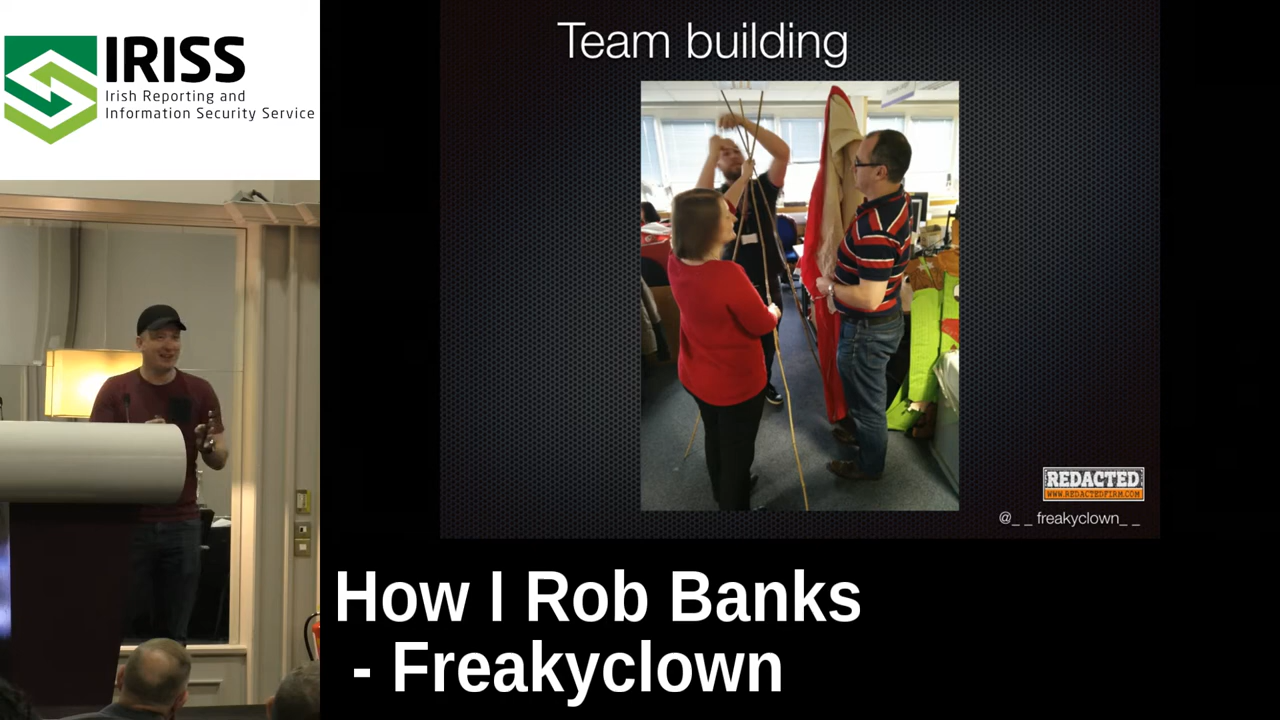 IRISS
Irish Reporting and
Information Security Service
Team building
REDACTED
WWW.REDACTEDFIRM.COM
@_ _ freakyclown_ _
How I Rob Banks
- Freakyclown